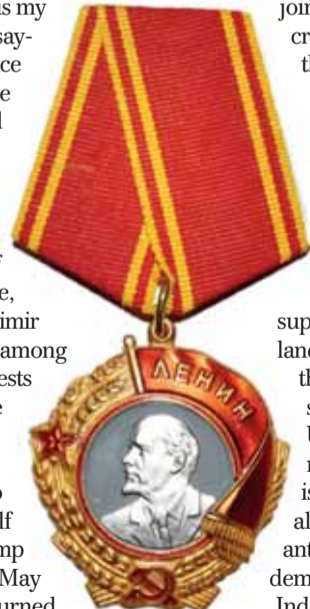 is my
say-
ce
e
e,
imir
among
ests
e
lf
mp
May
urned
ЛЕНИН
join
cr
th
sup
land
th
s
U
is
al
ant
dem
Ind